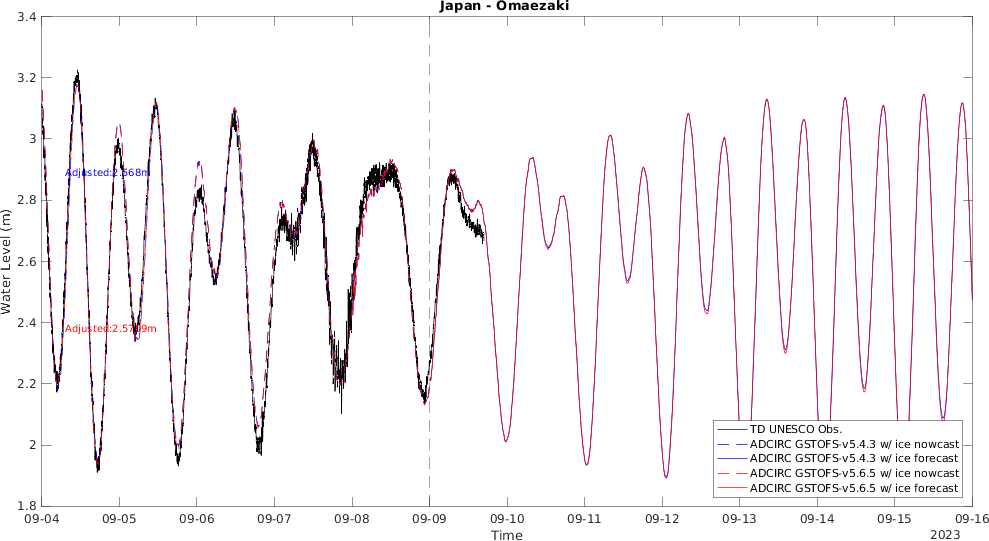 Japan - Omaezaki
3.4
3.2
3
2.8
2.6
2.4
2.2
2
1.8
Water Level (m)
Adjusted:2.568m
Adjusted:2.5709m
TD UNESCO Obs.
ADCIRC GSTOFS-v5.4.3 w/ ice nowcast
ADCIRC GSTOFS-v5.4.3 w/ ice forecast
ADCIRC GSTOFS-v5.6.5 w/ ice nowcast
ADCIRC GSTOFS-v5.6.5 w/ ice forecast
09-04 09-05 09-06 09-07 09-08 09-09 09-10 09-11 09-12 09-13 09-14 09-15 09-16
Time
2023